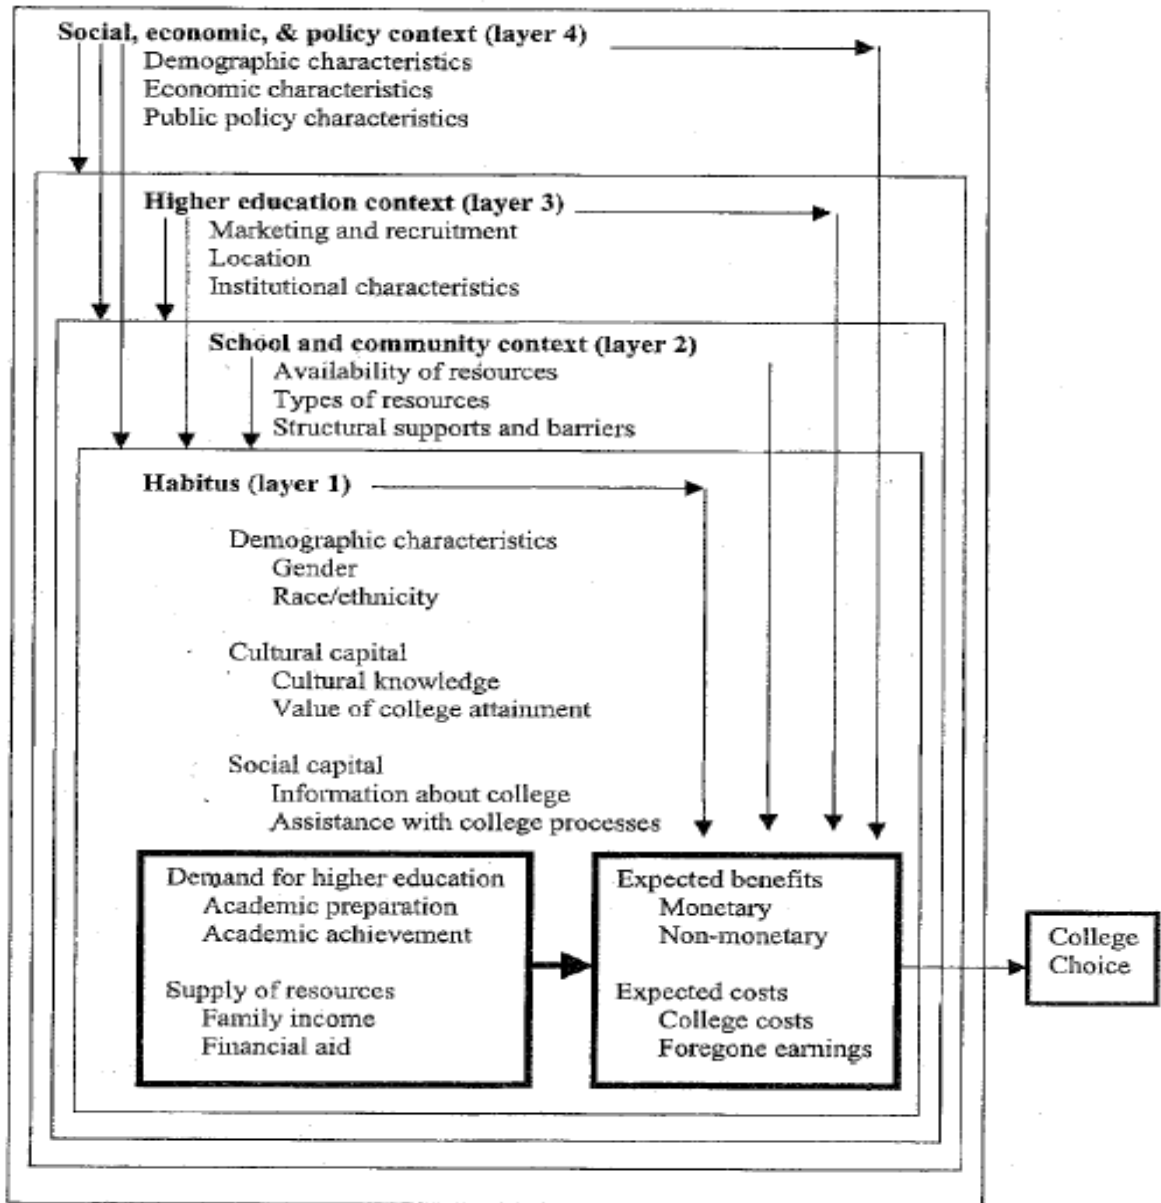 Social, economic, & policy context (layer 4)
Demographic characteristics
Economic characteristics
Public policy characteristics
Higher education context (layer 3)
Marketing and recruitment
Location
Institutional characteristics
School and community context (layer 2)
Availability of resources
Types of resources
Structural supports and barriers
Habitus (layer 1)
Demographic characteristics
Gender
Race/ethnicity
Cultural capital
Cultural knowledge
Value of college attainment
Social capital
Information about college
Assistance with college processes
Demand for higher education
Academic preparation
Academic achievement
Supply of resources
Family income
Financial aid
Expected benefits
Monetary
Non-monetary
Expected costs
College costs
Foregone earnings
College
Choice